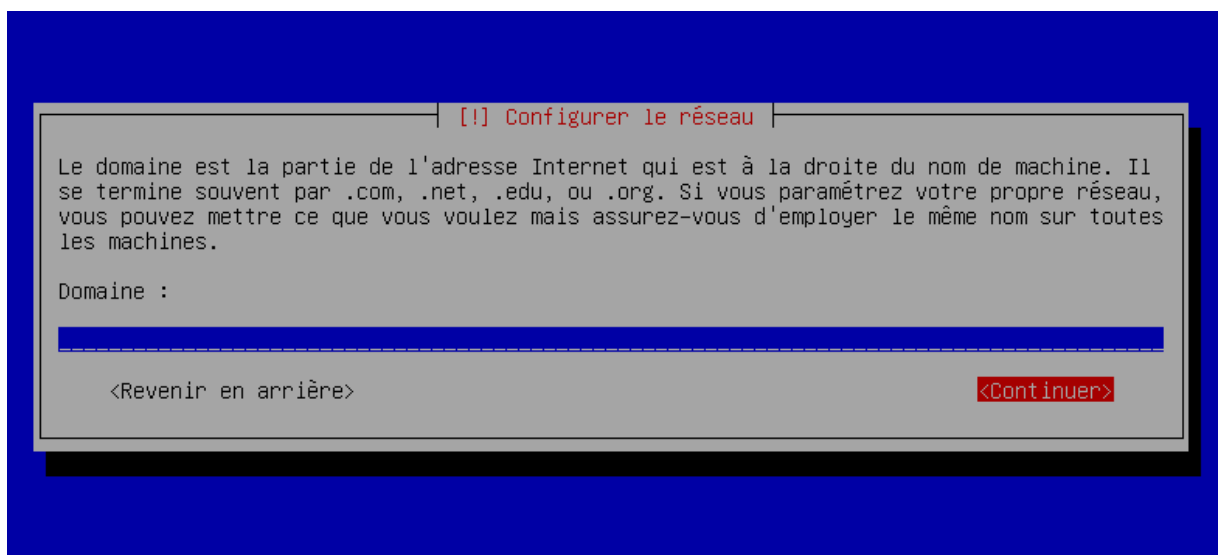 [!] Configurer le réseau
Le domaine est la partie de l'adresse Internet qui est à la droite du nom de machine. Il
se termine souvent par .com, .net, .edu, ou .org. Si vous paramétrez votre propre réseau,
vous pouvez mettre ce que vous voulez mais assurez-vous d'employer le même nom sur toutes
les machines.
Domaine :
<Revenir en arrière> <Continuer>